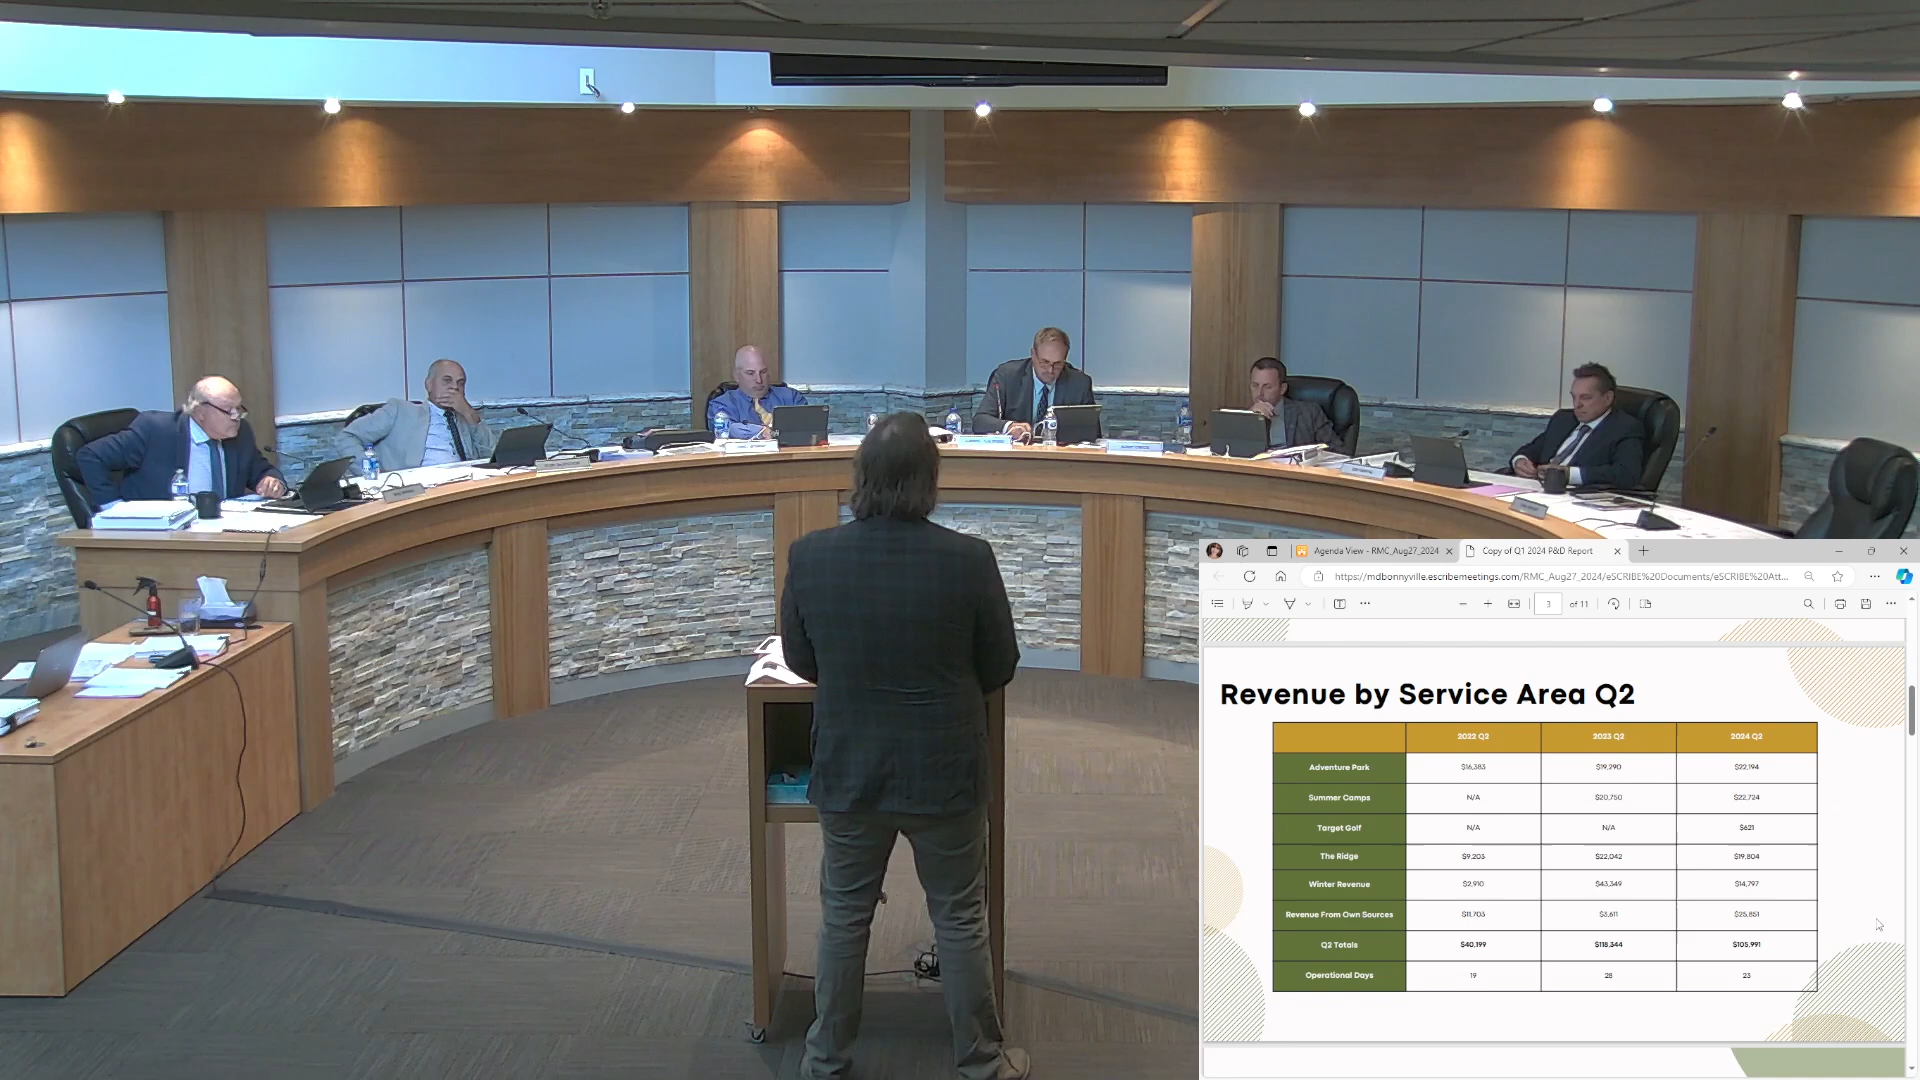 Agenda View - RMC_Aug27_2024
Copy of Q1 2024 P&D Report
https://mdbonnyville.escribemeetings.com/RMC_Aug27_2024/eSCRIBE%20Documents/eSCRIBE%20Att...
3 of 11
Revenue by Service Area Q2
2022 Q2 2023 Q2 2024 Q2
Adventure Park $16,383 $19,290 $22,194
Summer Camps N/A $20,750 $22,724
Target Golf N/A N/A $621
The Ridge $9,203 $22,042 $19,804
Winter Revenue $2,910 $43,349 $14,797
Revenue From Own Sources $11,703 $3,611 $25,851
Q2 Totals $40,199 $118,344 $105,991
Operational Days 19 28 23